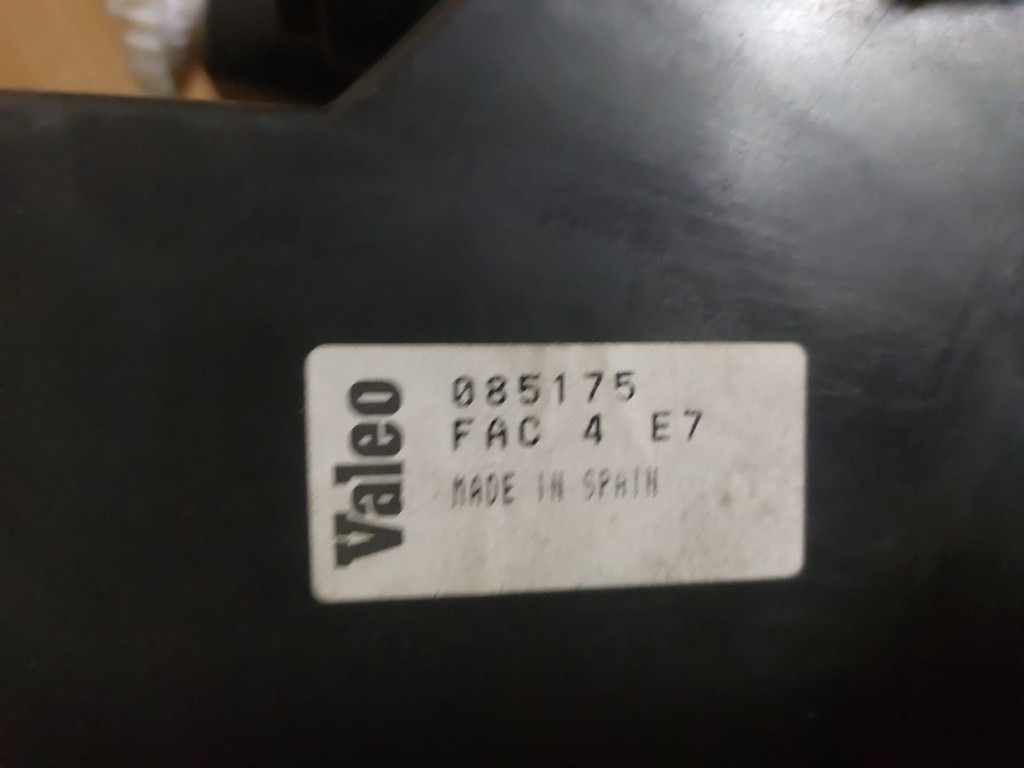 Valeo
085175
FAC 4 E7
MADE IN SPAIN